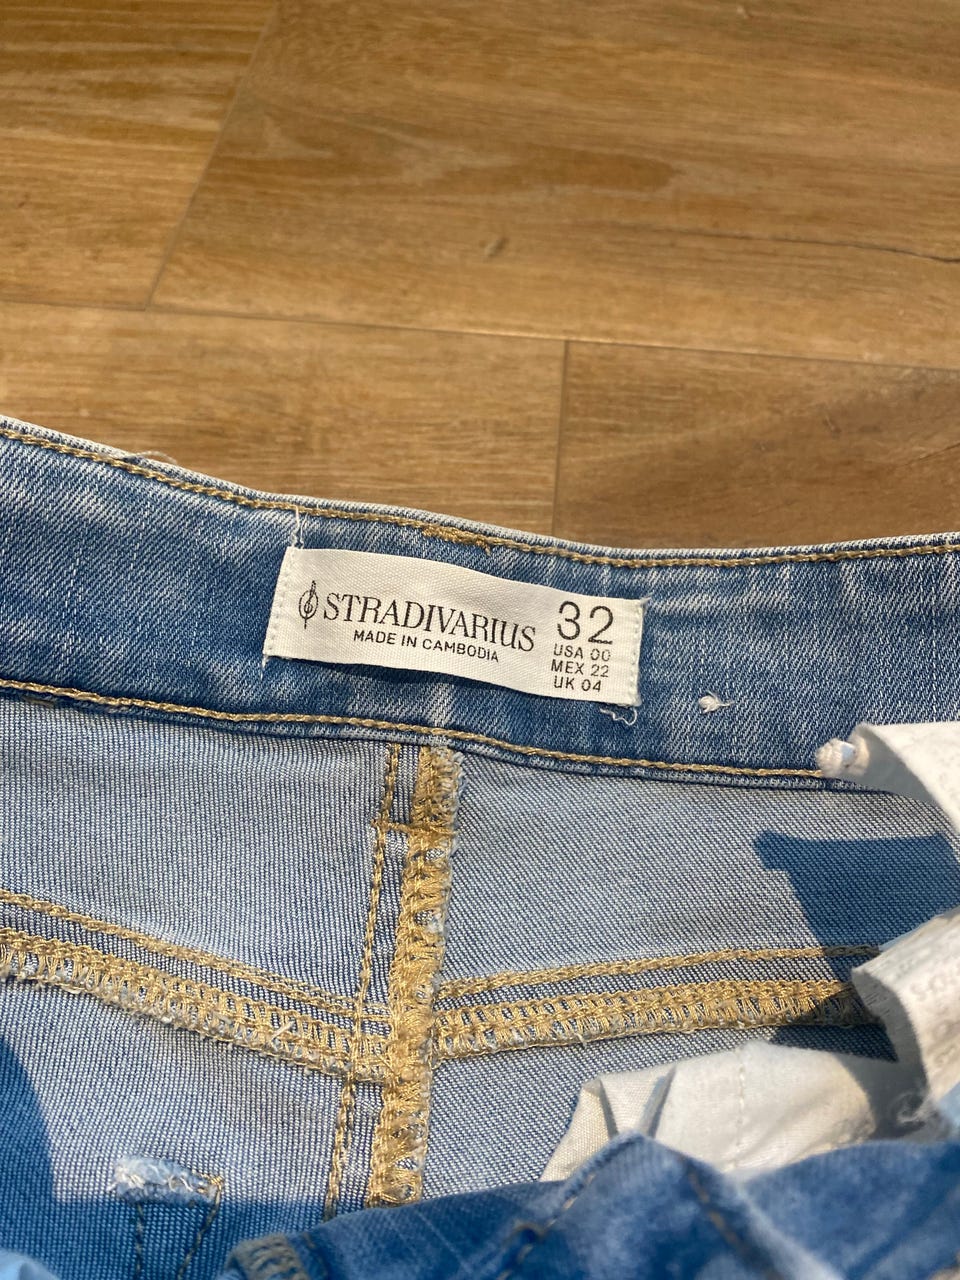 STRADIVARIUS
MADE IN CAMBODIA
32
USA 00
MEX 22
UK 04